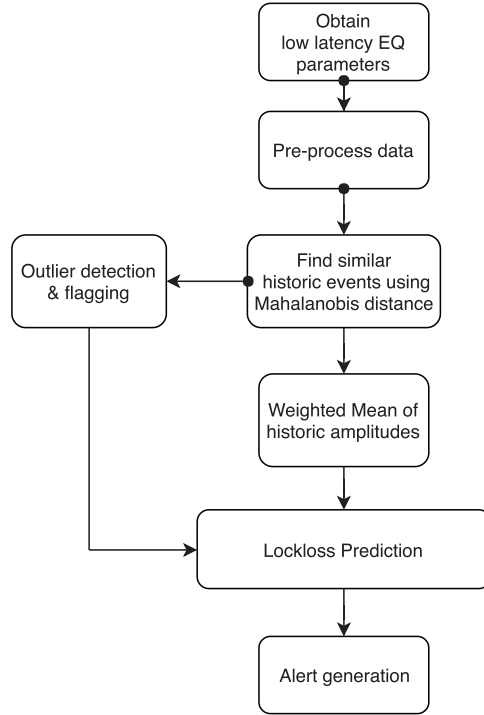 Obtain
low latency EQ
parameters
Pre-process data
Outlier detection
& flagging
Find similar
historic events using
Mahalanobis distance
Weighted Mean of
historic amplitudes
Lockloss Prediction
Alert generation